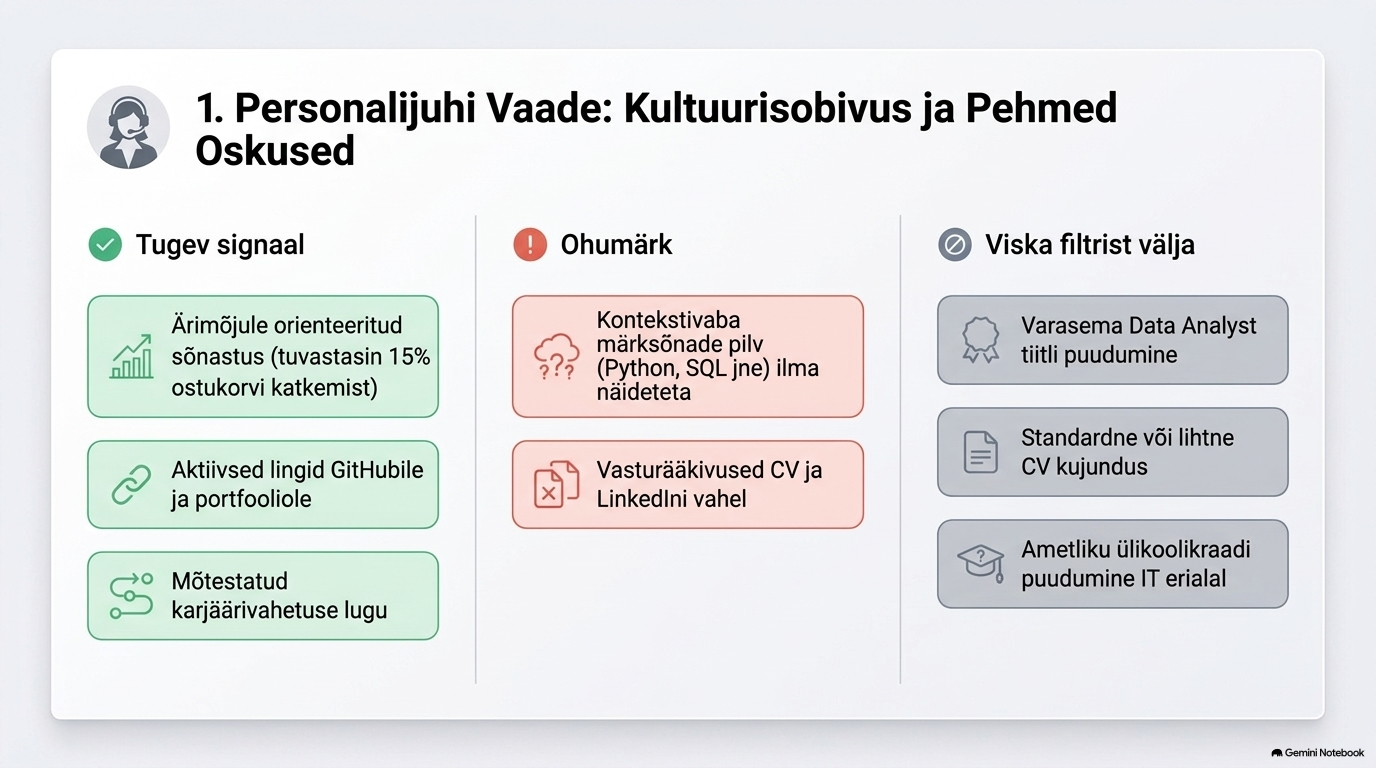 1. Personalijuhi Vaade: Kultuurisobivus ja Pehmed
Oskused
Tugev signaal
Ärimõjule orienteeritud
sõnastus (tuvastasin 15%
ostukorvi katkemist)
Aktiivsed lingid GitHubile
ja portfooliole
Mõtestatud
karjäärivahetuse lugu
Ohumärk
Kontekstivaba
märksõnade pilv
(Python, SQL jne) ilma
näideteta
Vasturääkivused CV ja
LinkedIni vahel
Viska filtrist välja
Varasema Data Analyst
tiitli puudumine
Standardne või lihtne
CV kujundus
Ametliku ülikoolikraadi
puudumine IT erialal
Gemini Notebook